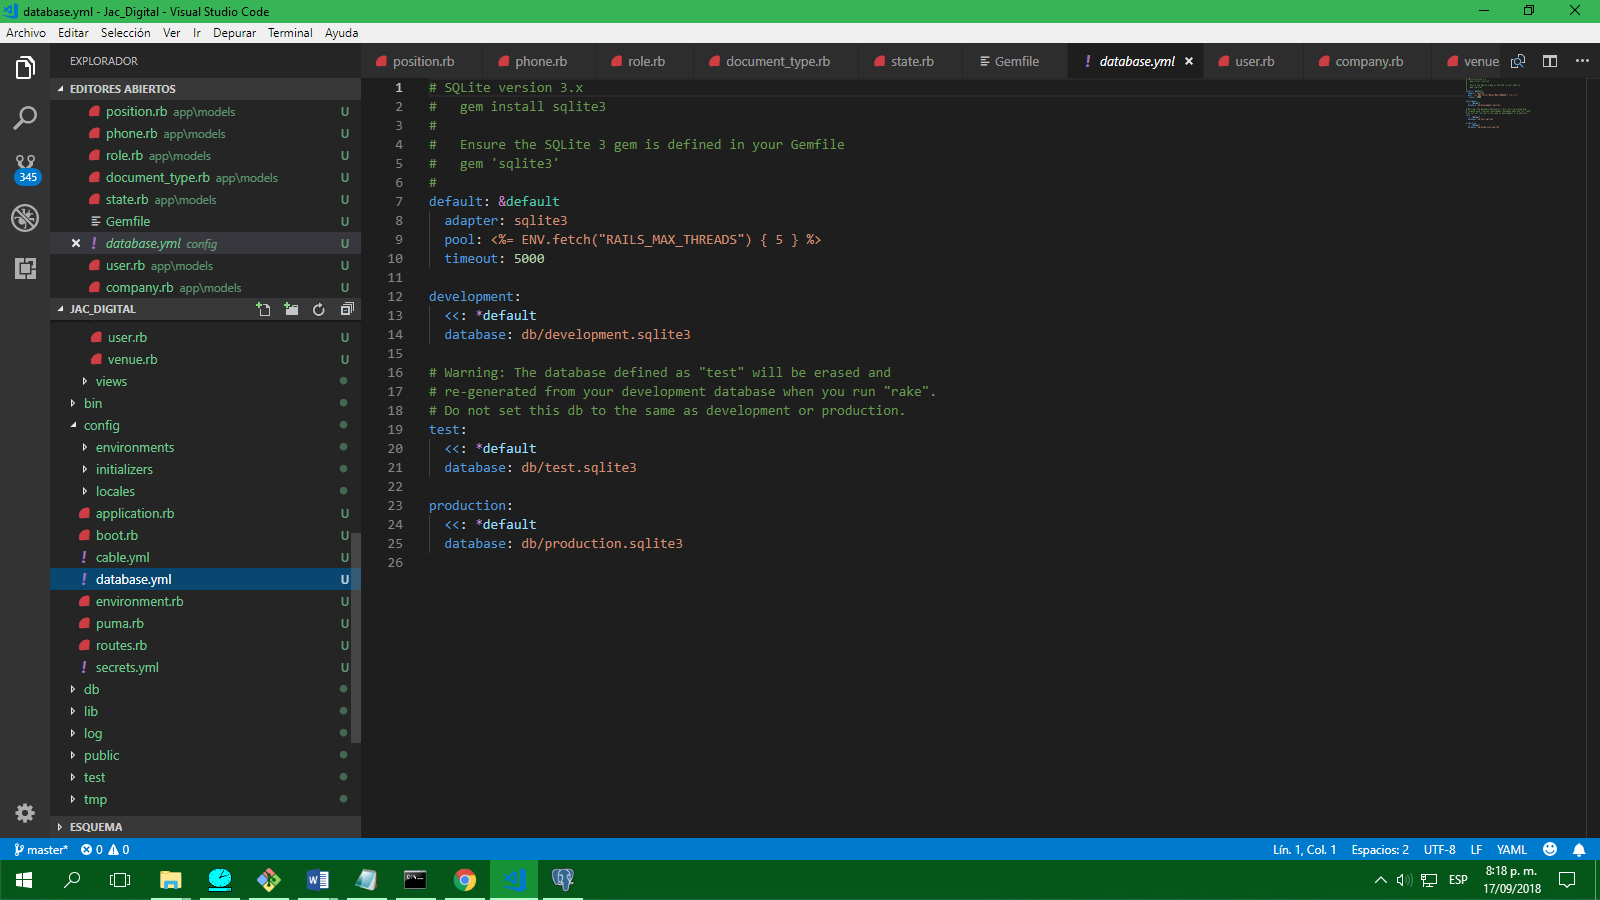 database.yml - Jac_Digital - Visual Studio Code
Archivo Editar Selección Ver Ir Depurar Terminal Ayuda
EXPLORADOR
position.rb phone.rb role.rb document_type.rb state.rb Gemfile ! database.yml × user.rb company.rb venue
EDITORES ABIERTOS
position.rb app\models U
phone.rb app\models U
role.rb app\models U
document_type.rb app\models U
state.rb app\models U
Gemfile U
! database.yml config U
user.rb app\models U
company.rb app\models U
345
JAC_DIGITAL
user.rb U
venue.rb U
views
bin
config
environments
initializers
locales
application.rb U
boot.rb U
! cable.yml U
! database.yml U
environment.rb U
puma.rb U
routes.rb U
! secrets.yml U
db
lib
log
public
test
tmp
ESQUEMA
1 # SQLite version 3.x
2 #   gem install sqlite3
3 #
4 #   Ensure the SQLite 3 gem is defined in your Gemfile
5 #   gem 'sqlite3'
6 #
7 default: &default
8   adapter: sqlite3
9   pool: <%= ENV.fetch("RAILS_MAX_THREADS") { 5 } %>
10   timeout: 5000
11
12 development:
13   <<: *default
14   database: db/development.sqlite3
15
16 # Warning: The database defined as "test" will be erased and
17 # re-generated from your development database when you run "rake".
18 # Do not set this db to the same as development or production.
19 test:
20   <<: *default
21   database: db/test.sqlite3
22
23 production:
24   <<: *default
25   database: db/production.sqlite3
26
master* 0 0 Lín. 1, Col. 1 Espacios: 2 UTF-8 LF YAML
ESP
8:18 p. m.
17/09/2018